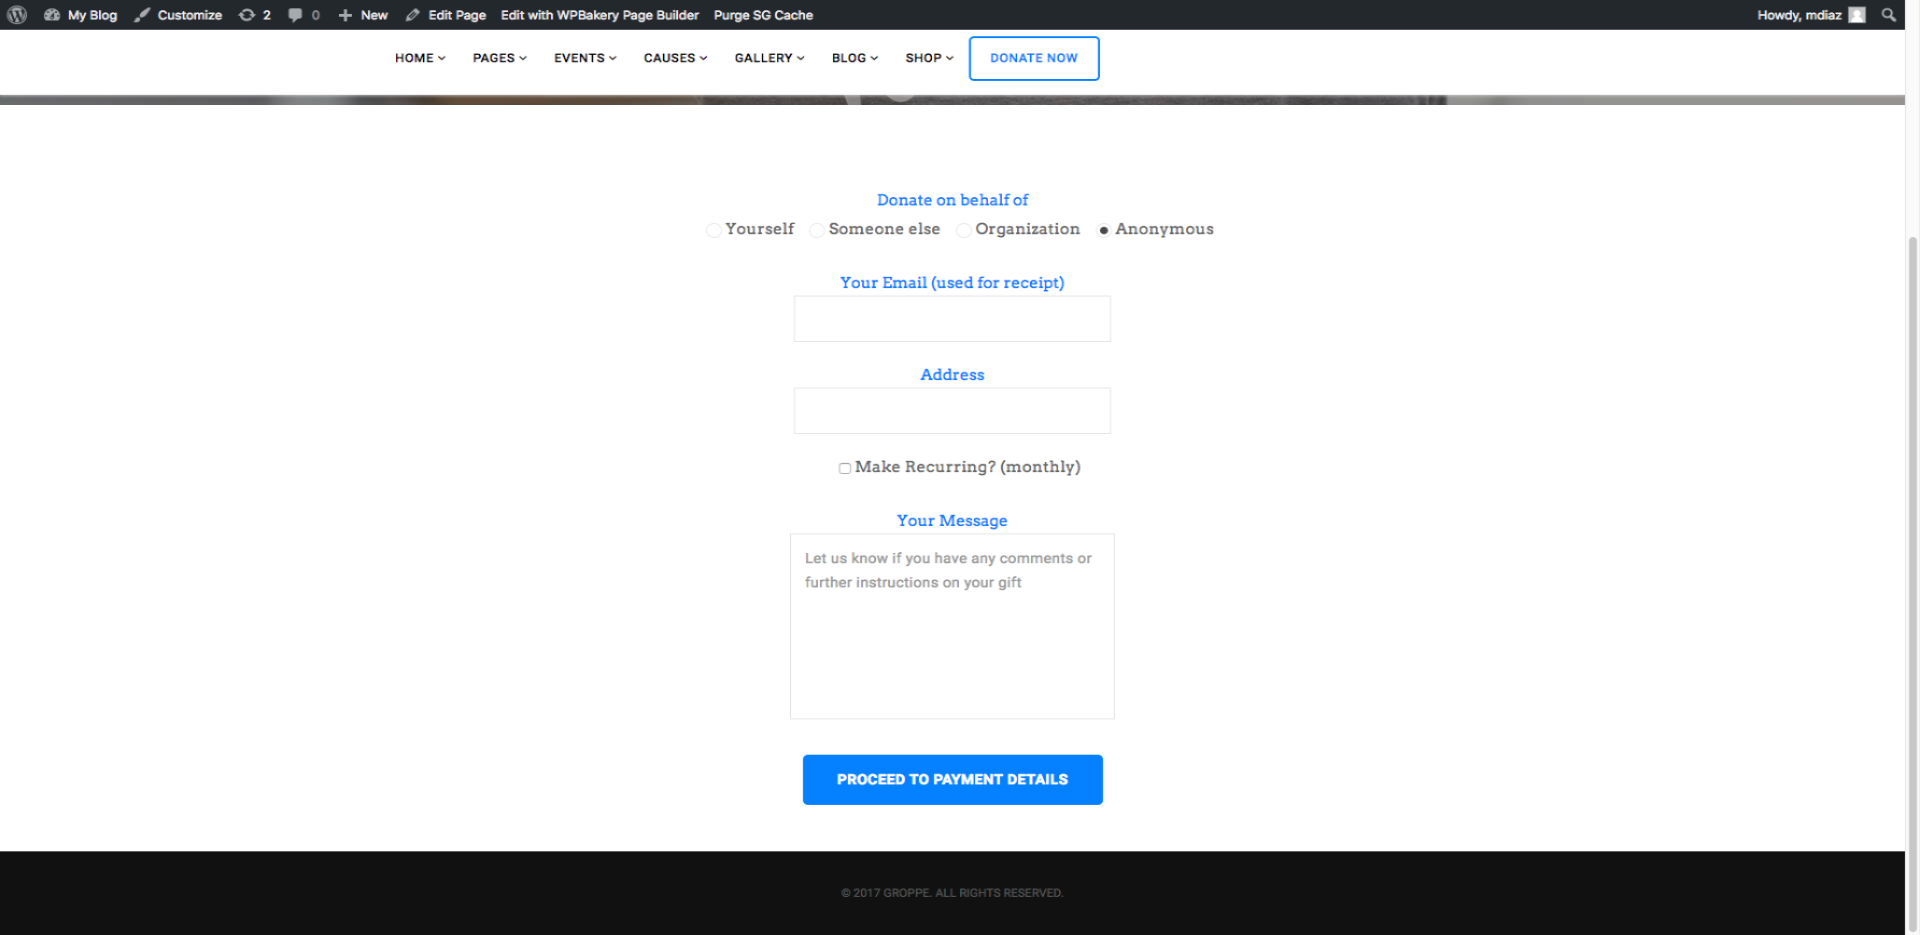 My Blog Customize 2 0 New Edit Page Edit with WPBakery Page Builder Purge SG Cache Howdy, mdiaz
HOME PAGES EVENTS CAUSES GALLERY BLOG SHOP DONATE NOW
Donate on behalf of
Yourself Someone else Organization Anonymous
Your Email (used for receipt)
Address
Make Recurring? (monthly)
Your Message
Let us know if you have any comments or
further instructions on your gift
PROCEED TO PAYMENT DETAILS
© 2017 GROPPE. ALL RIGHTS RESERVED.